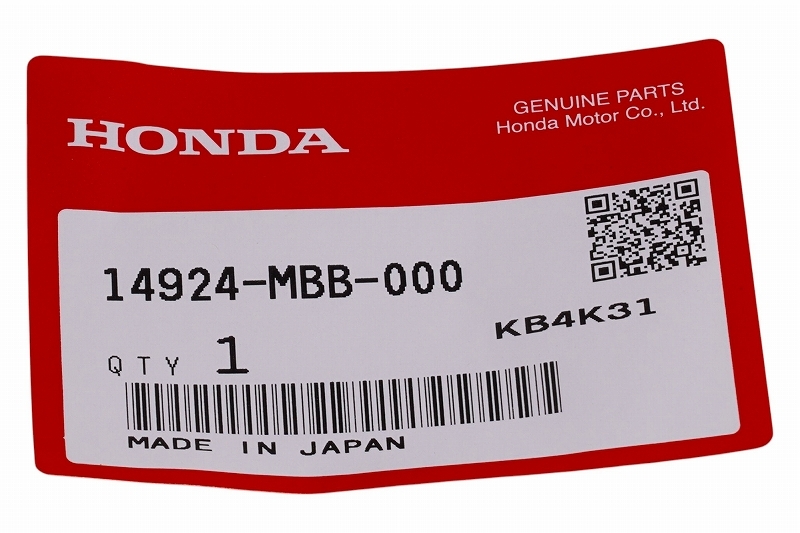 HONDA
GENUINE PARTS
Honda Motor Co., Ltd.
14924-MBB-000
KB4K31
QTY 1
MADE IN JAPAN